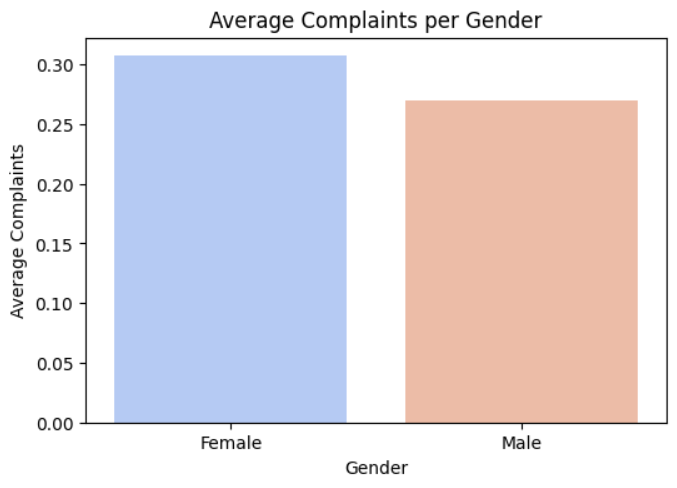 Average Complaints per Gender
Average Complaints
0.30
0.25
0.20
0.15
0.10
0.05
0.00
Female Male
Gender